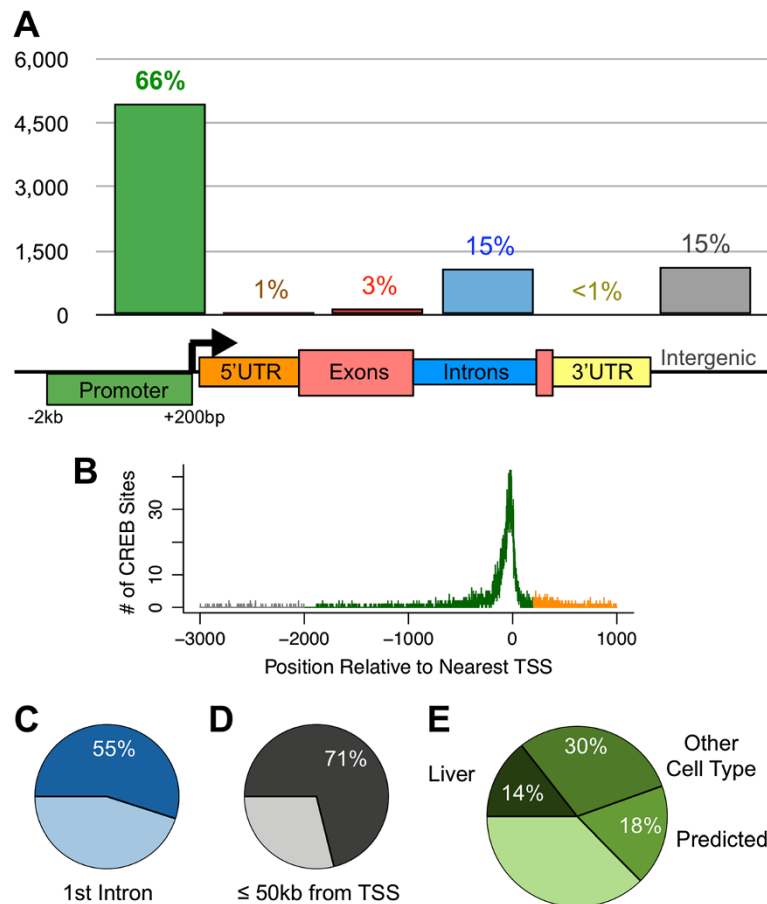 A
6,000
66%
4,500
3,000
1,500
15%
15%
1%
3%
<1%
0
5'UTR
Exons
Introns
3'UTR
Intergenic
Promoter
-2kb
+200bp
B
# of CREB Sites
30
10
0
−3000
−2000
−1000
0
1000
Position Relative to Nearest TSS
C
55%
1st Intron
D
71%
≤ 50kb from TSS
E
30%
Other
Cell Type
Liver
14%
18%
Predicted